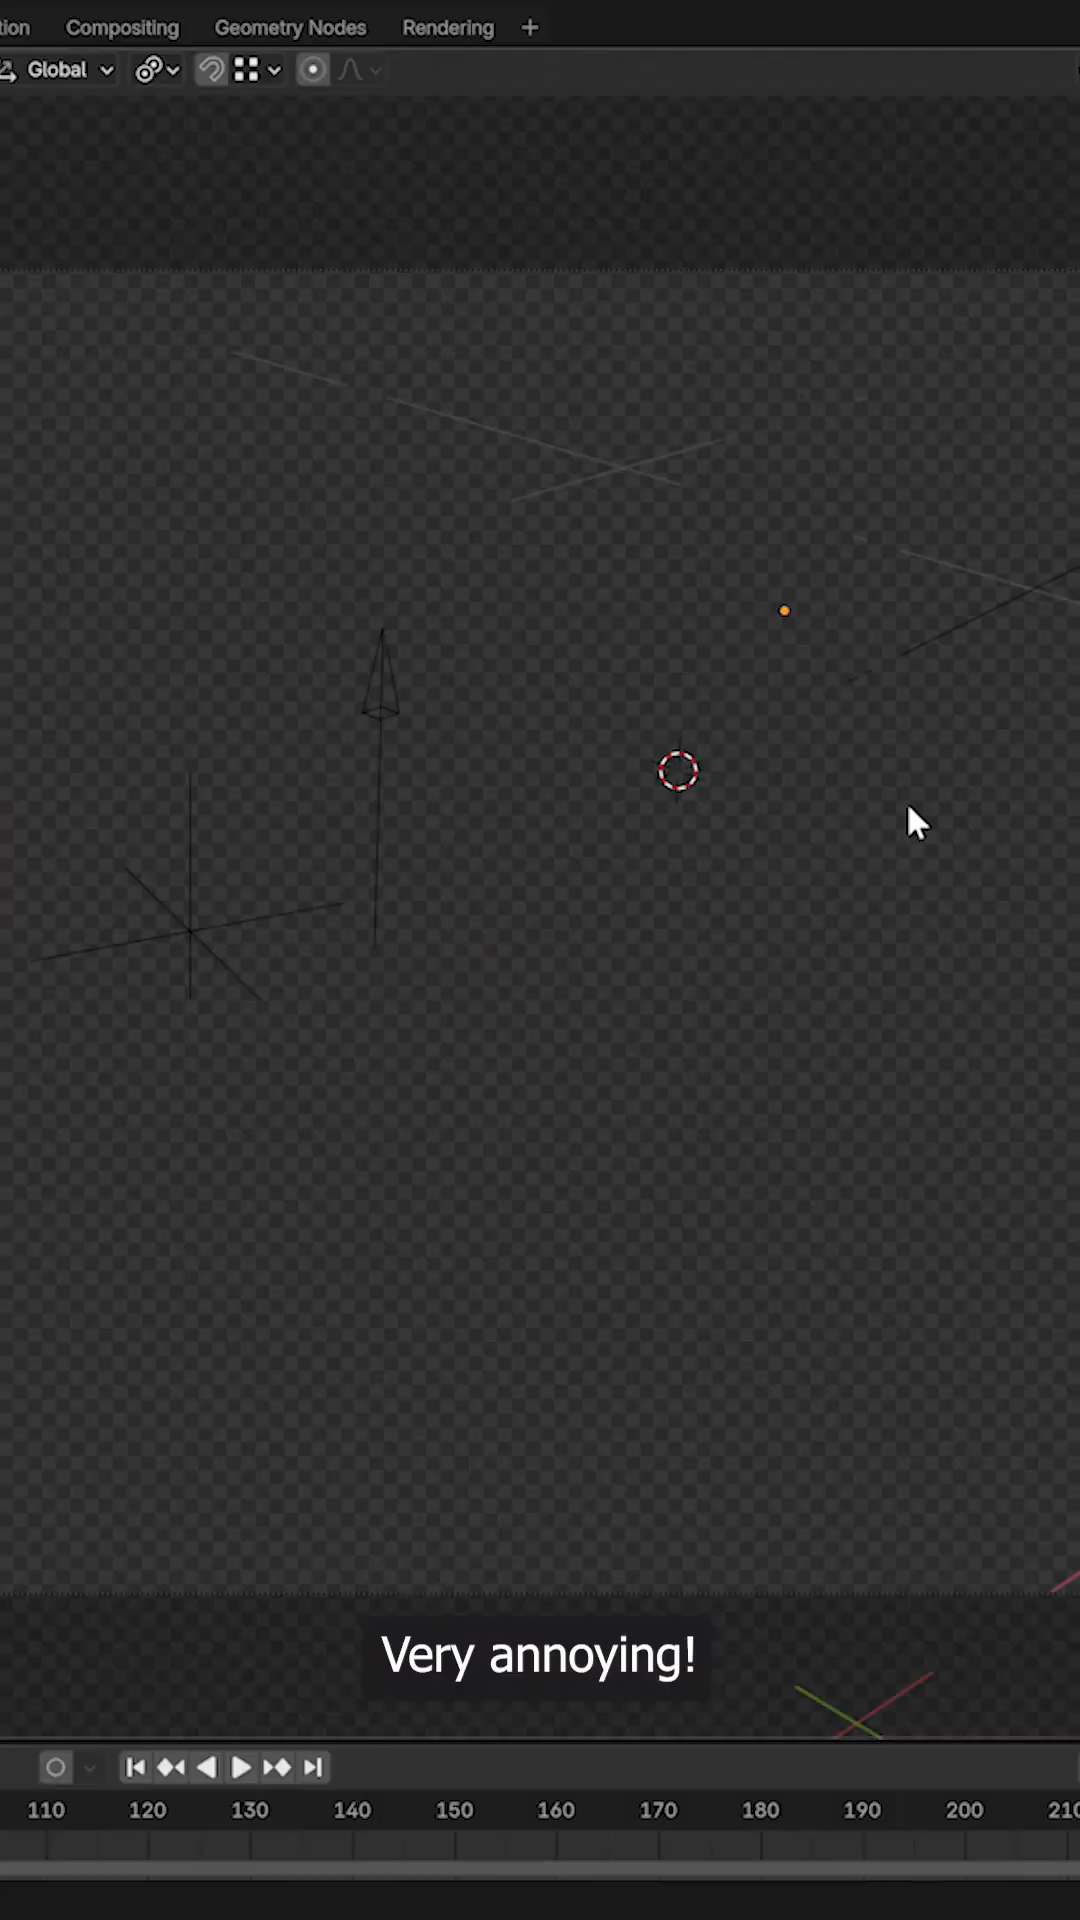 tion Compositing Geometry Nodes Rendering +
Global
Very annoying!
110 120 130 140 150 160 170 180 190 200 210